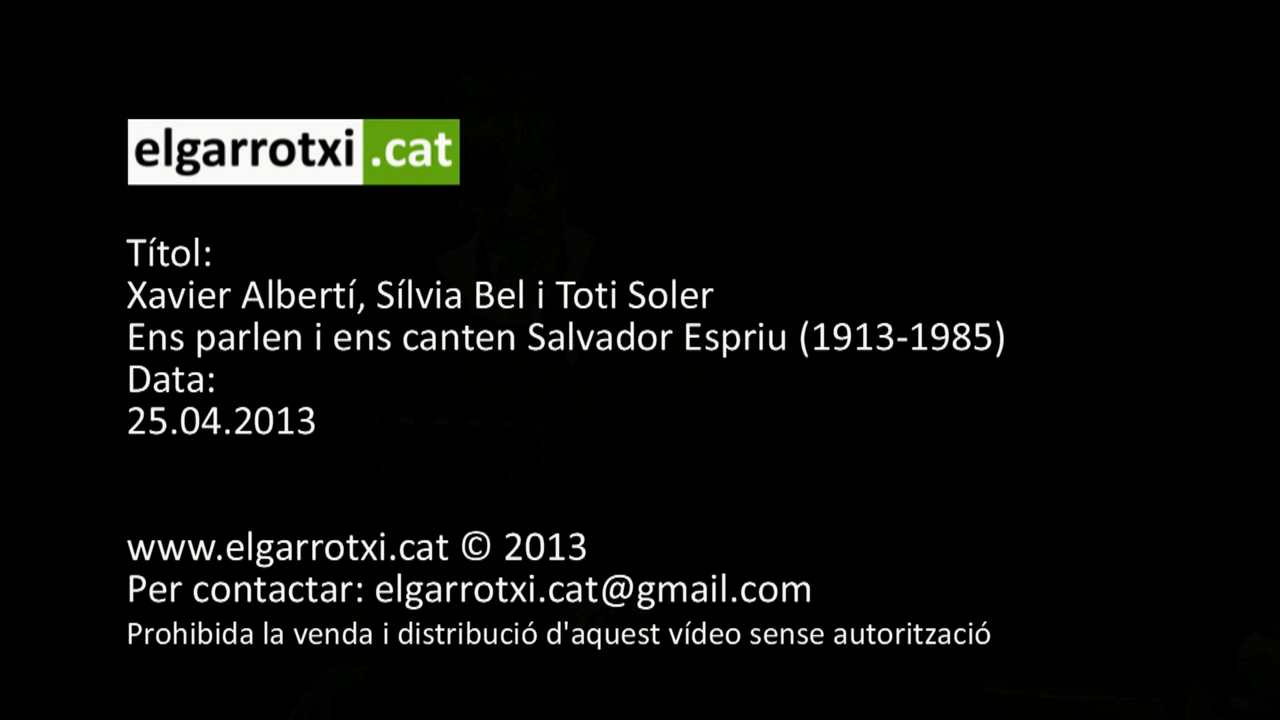 elgarrotxi.cat
Títol:
Xavier Albertí, Sílvia Bel i Toti Soler
Ens parlen i ens canten Salvador Espriu (1913-1985)
Data:
25.04.2013
www.elgarrotxi.cat © 2013
Per contactar: elgarrotxi.cat@gmail.com
Prohibida la venda i distribució d'aquest vídeo sense autorització